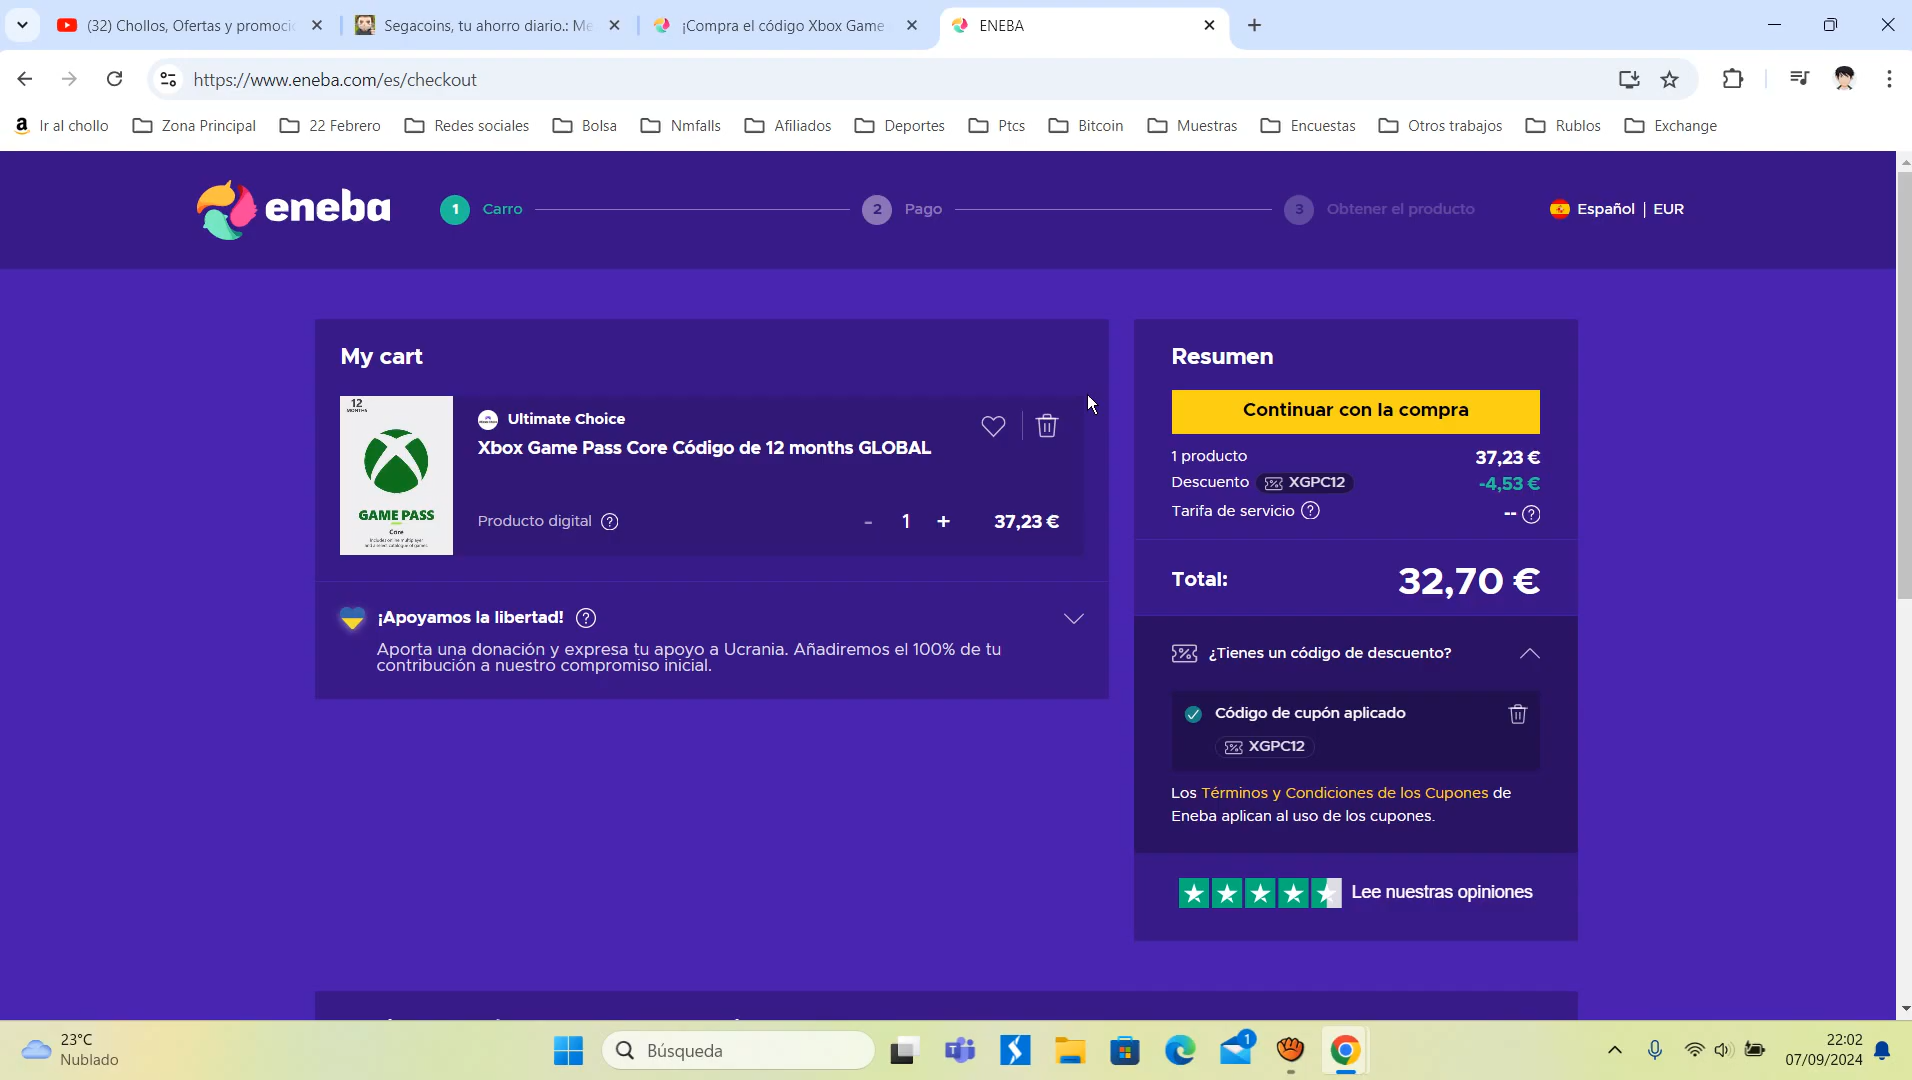 (32) Chollos, Ofertas y promoci
Segacoins, tu ahorro diario.: Me
¡Compra el código Xbox Game
ENEBA
https://www.eneba.com/es/checkout
Ir al chollo
Zona Principal
22 Febrero
Redes sociales
Bolsa
Nmfalls
Afiliados
Deportes
Ptcs
Bitcoin
Muestras
Encuestas
Otros trabajos
Rublos
Exchange
eneba
1 Carro
2 Pago
3 Obtener el producto
Español | EUR
My cart
12
MONTHS
GAME PASS
Core
Includes online multiplayer
Ultimate Choice
Xbox Game Pass Core Código de 12 months GLOBAL
Producto digital ?
- 1 +
37,23 €
¡Apoyamos la libertad! ?
Aporta una donación y expresa tu apoyo a Ucrania. Añadiremos el 100% de tu
contribución a nuestro compromiso inicial.
Resumen
Continuar con la compra
1 producto 37,23 €
Descuento XGPC12 -4,53 €
Tarifa de servicio ? -- ?
Total: 32,70 €
¿Tienes un código de descuento?
Código de cupón aplicado
XGPC12
Los Términos y Condiciones de los Cupones de
Eneba aplican al uso de los cupones.
Lee nuestras opiniones
23°C
Nublado
Búsqueda
1
22:02
07/09/2024